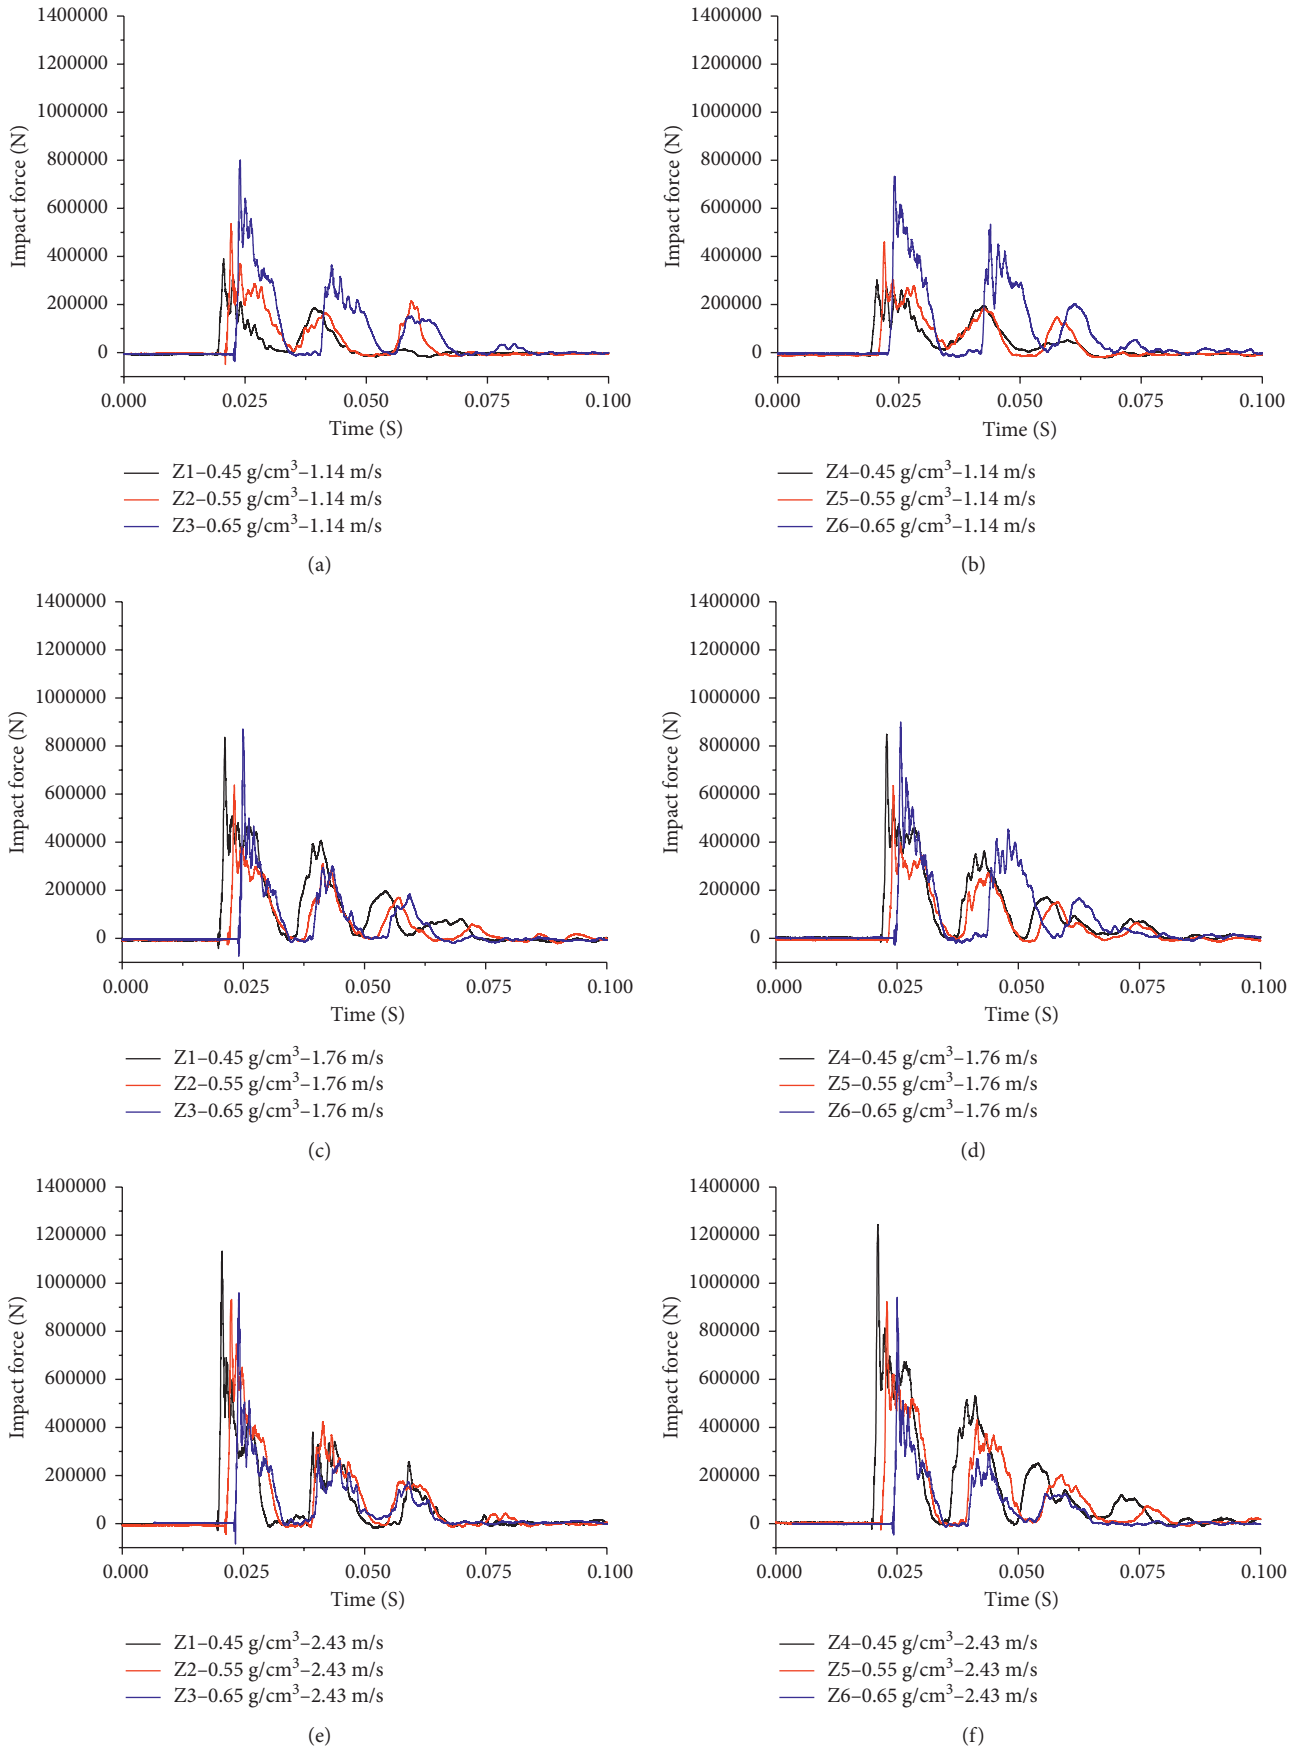 1400000
1200000
1000000
800000
600000
400000
200000
0
Impact force (N)
0.000 0.025 0.050 0.075 0.100
Time (S)
Z1–0.45 g/cm³–1.14 m/s
Z2–0.55 g/cm³–1.14 m/s
Z3–0.65 g/cm³–1.14 m/s
(a)
1400000
1200000
1000000
800000
600000
400000
200000
0
Impact force (N)
0.000 0.025 0.050 0.075 0.100
Time (S)
Z4–0.45 g/cm³–1.14 m/s
Z5–0.55 g/cm³–1.14 m/s
Z6–0.65 g/cm³–1.14 m/s
(b)
1400000
1200000
1000000
800000
600000
400000
200000
0
Impact force (N)
0.000 0.025 0.050 0.075 0.100
Time (S)
Z1–0.45 g/cm³–1.76 m/s
Z2–0.55 g/cm³–1.76 m/s
Z3–0.65 g/cm³–1.76 m/s
(c)
1400000
1200000
1000000
800000
600000
400000
200000
0
Impact force (N)
0.000 0.025 0.050 0.075 0.100
Time (S)
Z4–0.45 g/cm³–1.76 m/s
Z5–0.55 g/cm³–1.76 m/s
Z6–0.65 g/cm³–1.76 m/s
(d)
1400000
1200000
1000000
800000
600000
400000
200000
0
Impact force (N)
0.000 0.025 0.050 0.075 0.100
Time (S)
Z1–0.45 g/cm³–2.43 m/s
Z2–0.55 g/cm³–2.43 m/s
Z3–0.65 g/cm³–2.43 m/s
(e)
1400000
1200000
1000000
800000
600000
400000
200000
0
Impact force (N)
0.000 0.025 0.050 0.075 0.100
Time (S)
Z4–0.45 g/cm³–2.43 m/s
Z5–0.55 g/cm³–2.43 m/s
Z6–0.65 g/cm³–2.43 m/s
(f)